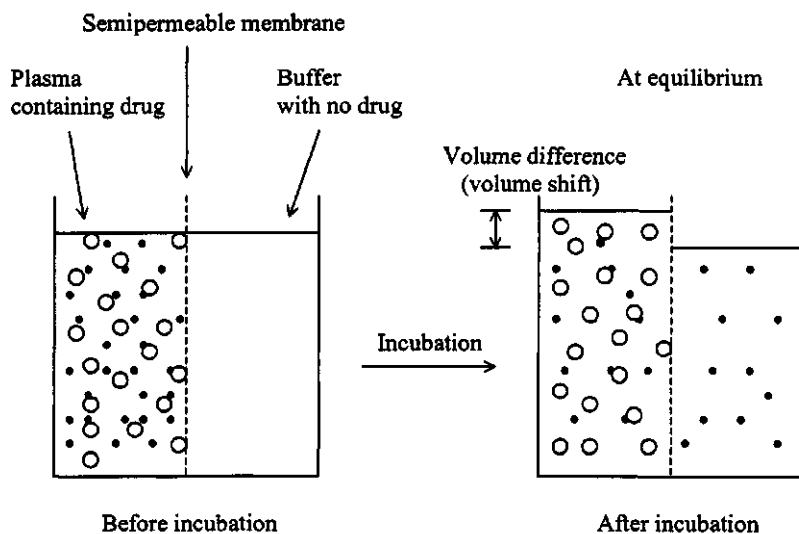 Semipermeable membrane
Plasma
containing drug
Buffer
with no drug
At equilibrium
Volume difference
(volume shift)
Incubation
Before incubation
After incubation